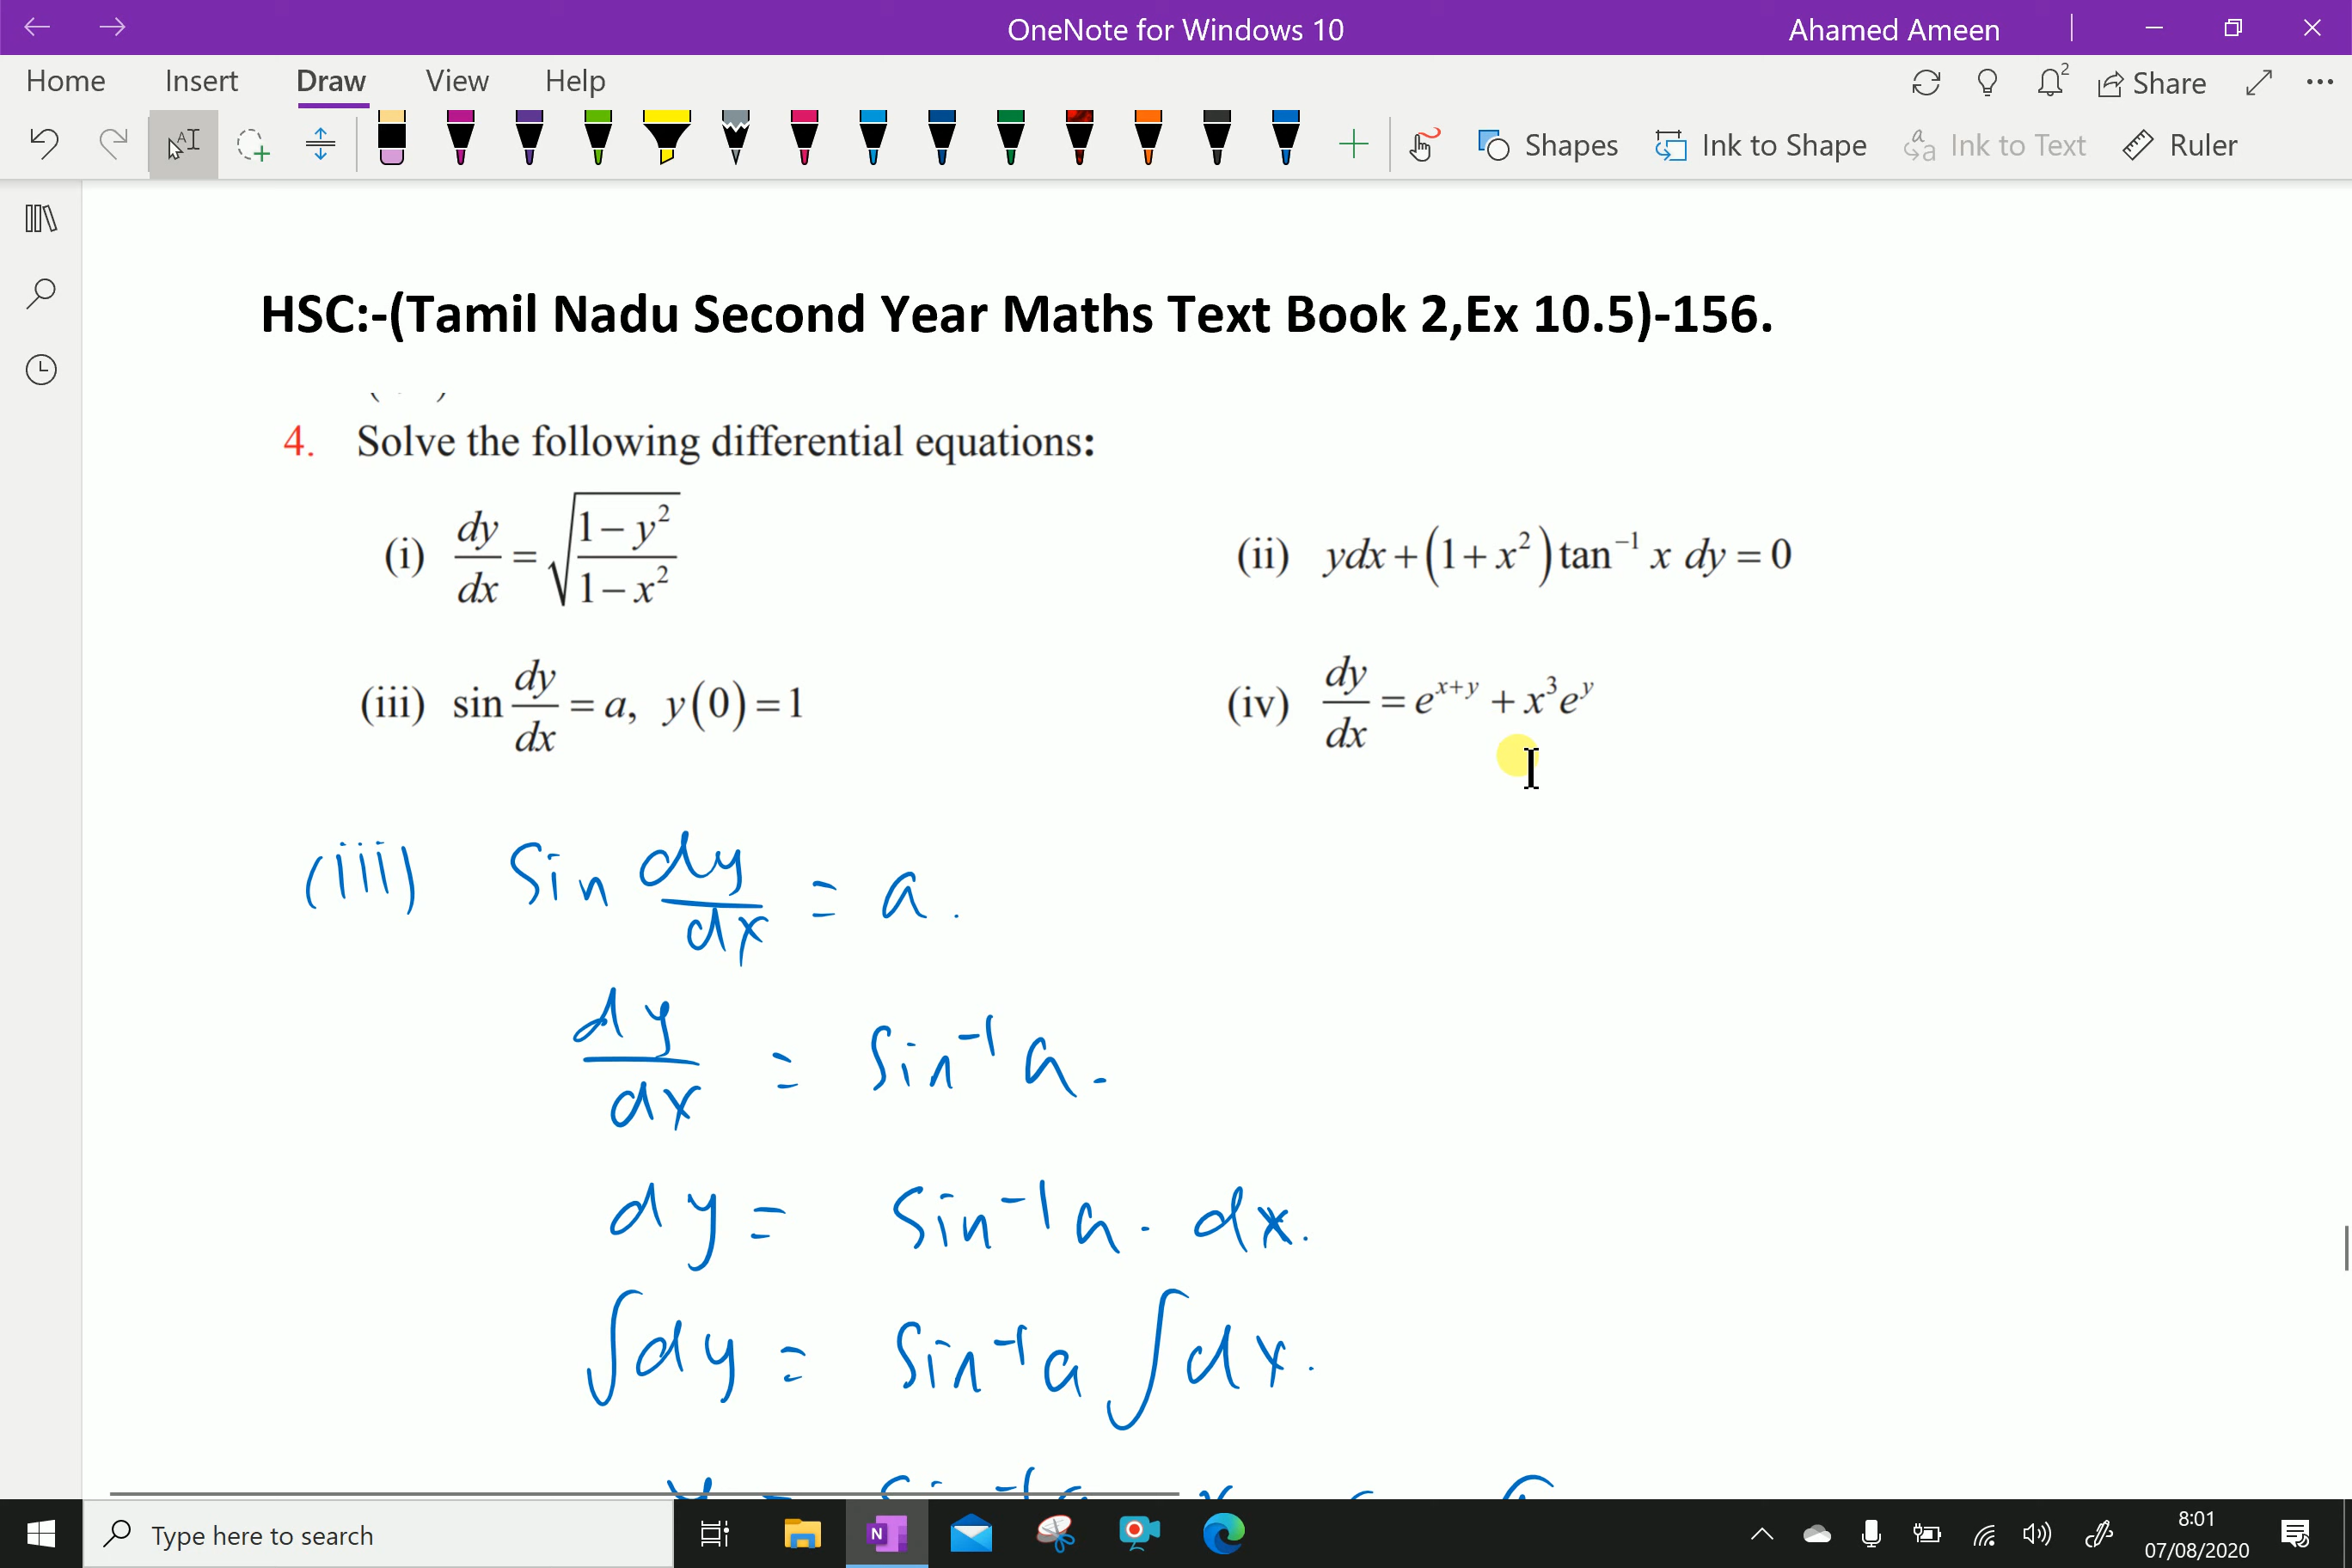 OneNote for Windows 10 Ahamed Ameen
Home Insert Draw View Help 2 Share
Shapes Ink to Shape Ink to Text Ruler
HSC:-(Tamil Nadu Second Year Maths Text Book 2,Ex 10.5)-156.
4. Solve the following differential equations:
(i) dy/dx = √((1−y²)/(1−x²)) (ii) ydx+(1+x²)tan⁻¹ x dy = 0
(iii) sin dy/dx = a, y(0)=1 (iv) dy/dx = e^(x+y) + x³e^y
(iii) Sin dy/dx = a.
dy/dx = Sin⁻¹ a.
dy = Sin⁻¹ a. dx.
∫dy = Sin⁻¹ a ∫dx.
Type here to search
8:01
07/08/2020